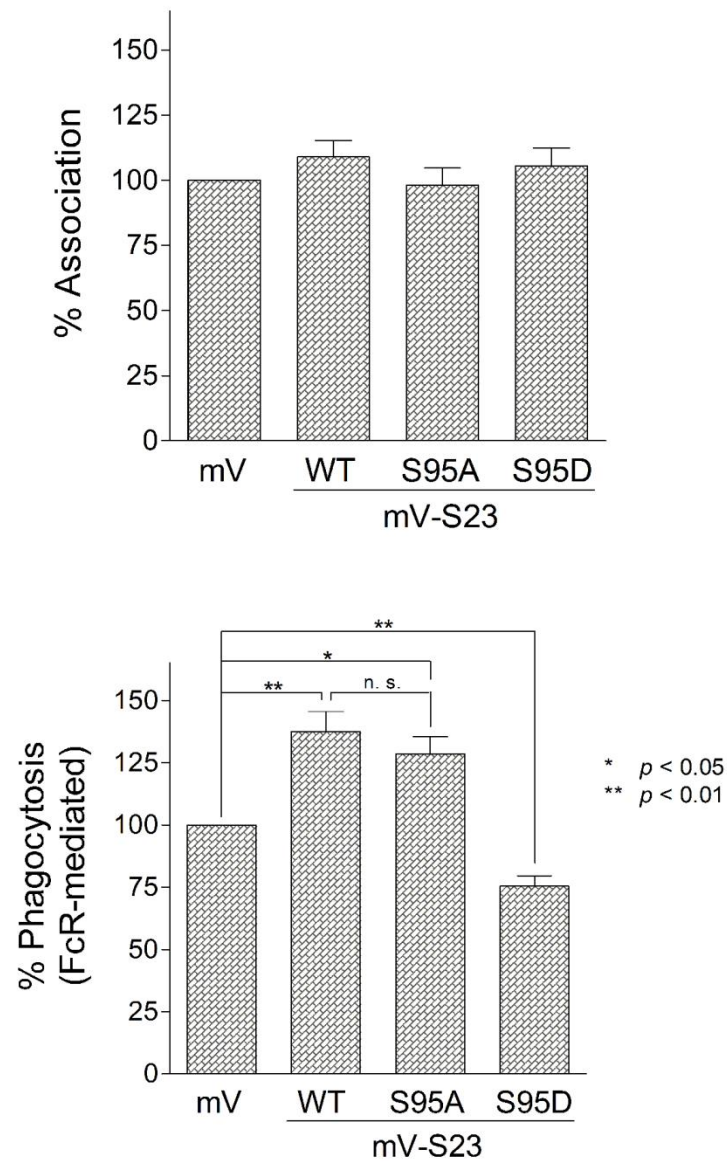 % Association
150
125
100
75
50
25
0
mV WT S95A S95D
mV-S23
% Phagocytosis
(FcR-mediated)
**
*
** n. s.
150
125
100
75
50
25
0
* p < 0.05
** p < 0.01
mV WT S95A S95D
mV-S23